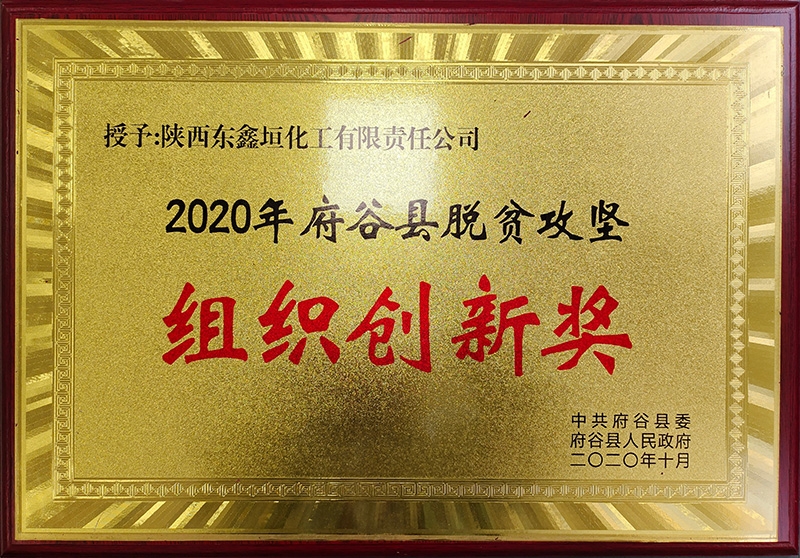 授予:陕西东鑫垣化工有限责任公司
2020年府谷县脱贫攻坚
组织创新奖
中共府谷县委
府谷县人民政府
二〇二〇年十月